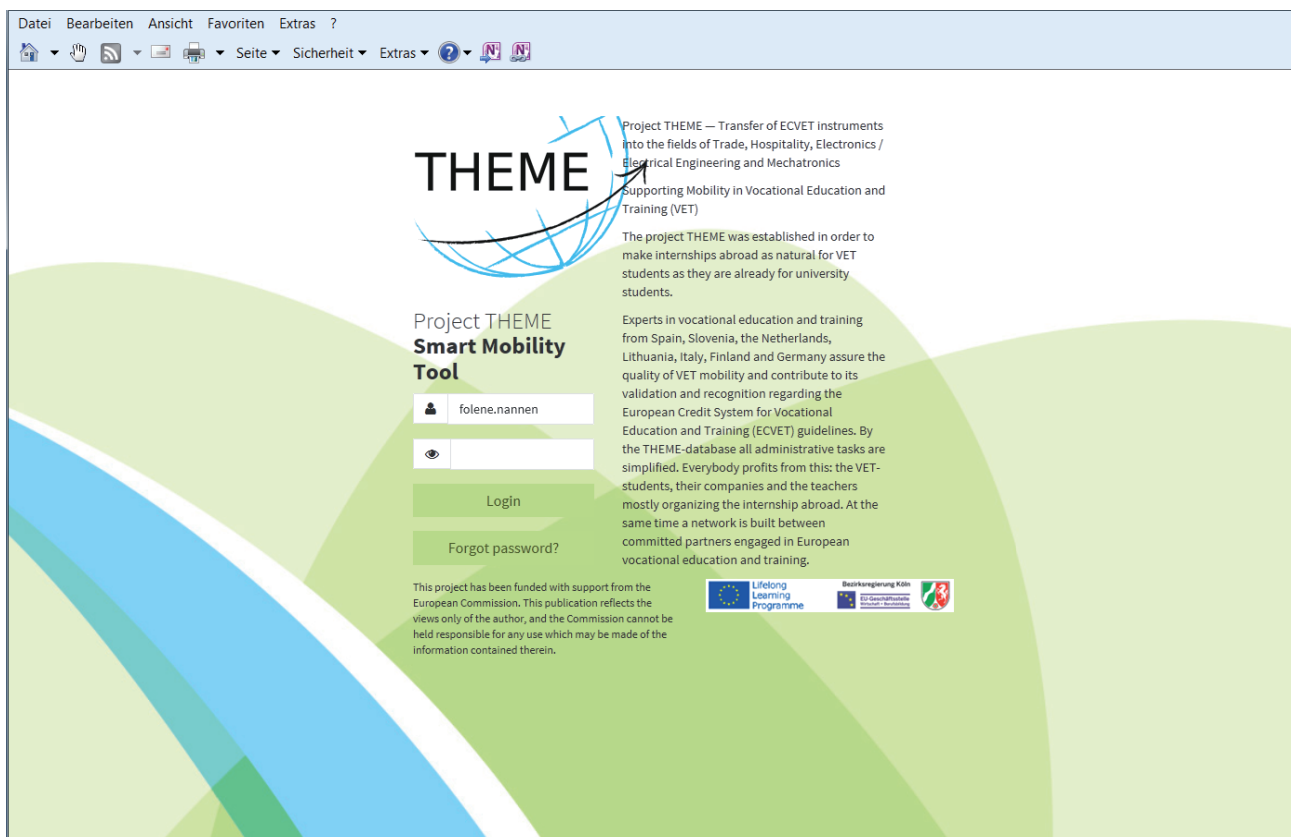 Datei Bearbeiten Ansicht Favoriten Extras ?
Seite Sicherheit Extras
THEME
Project THEME
Smart Mobility
Tool
folene.nannen
Login
Forgot password?
Project THEME — Transfer of ECVET instruments
into the fields of Trade, Hospitality, Electronics /
Electrical Engineering and Mechatronics
Supporting Mobility in Vocational Education and
Training (VET)
The project THEME was established in order to
make internships abroad as natural for VET
students as they are already for university
students.
Experts in vocational education and training
from Spain, Slovenia, the Netherlands,
Lithuania, Italy, Finland and Germany assure the
quality of VET mobility and contribute to its
validation and recognition regarding the
European Credit System for Vocational
Education and Training (ECVET) guidelines. By
the THEME-database all administrative tasks are
simplified. Everybody profits from this: the VET-
students, their companies and the teachers
mostly organizing the internship abroad. At the
same time a network is built between
committed partners engaged in European
vocational education and training.
This project has been funded with support from the
European Commission. This publication reflects the
views only of the author, and the Commission cannot be
held responsible for any use which may be made of the
information contained therein.
Lifelong
Learning
Programme
Bezirksregierung Köln
EU-Geschäftsstelle
Wirtschaft - Berufsbildung